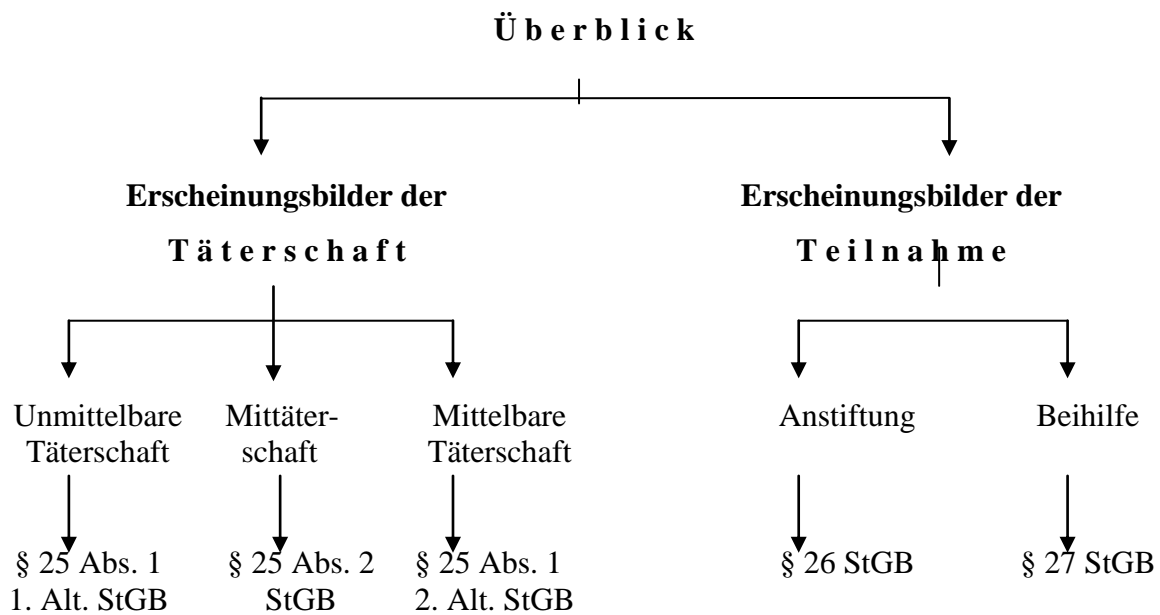 Ü b e r b l i c k
Erscheinungsbilder der
T ä t e r s c h a f t
Erscheinungsbilder der
T e i l n a h m e
Unmittelbare
Täterschaft
Mittäter-
schaft
Mittelbare
Täterschaft
Anstiftung
Beihilfe
§ 25 Abs. 1
1. Alt. StGB
§ 25 Abs. 2
StGB
§ 25 Abs. 1
2. Alt. StGB
§ 26 StGB
§ 27 StGB